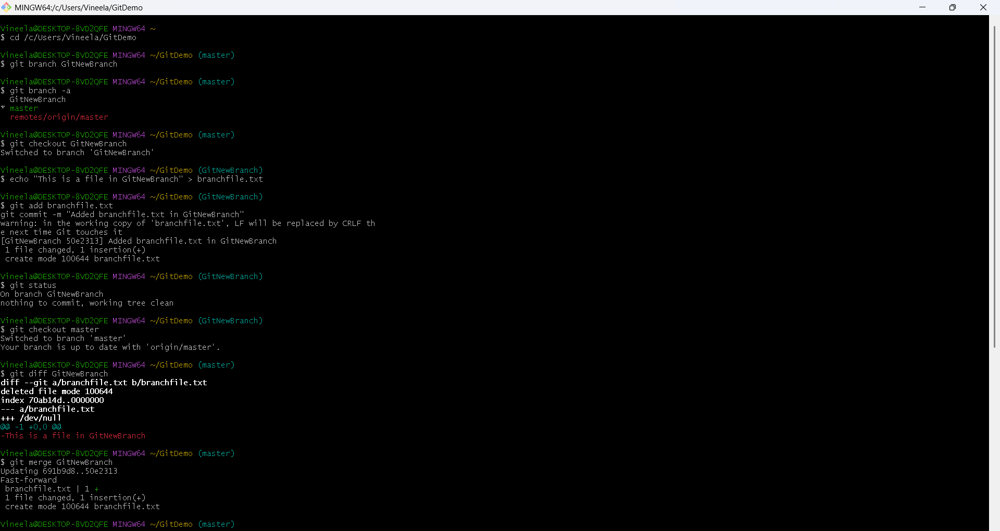 MINGW64:/c/Users/Vineela/GitDemo
Vineela@DESKTOP-8VD2QFE MINGW64 ~
$ cd /c/Users/Vineela/GitDemo
Vineela@DESKTOP-8VD2QFE MINGW64 ~/GitDemo (master)
$ git branch GitNewBranch
Vineela@DESKTOP-8VD2QFE MINGW64 ~/GitDemo (master)
$ git branch -a
  GitNewBranch
* master
  remotes/origin/master
Vineela@DESKTOP-8VD2QFE MINGW64 ~/GitDemo (master)
$ git checkout GitNewBranch
Switched to branch 'GitNewBranch'
Vineela@DESKTOP-8VD2QFE MINGW64 ~/GitDemo (GitNewBranch)
$ echo "This is a file in GitNewBranch" > branchfile.txt
Vineela@DESKTOP-8VD2QFE MINGW64 ~/GitDemo (GitNewBranch)
$ git add branchfile.txt
git commit -m "Added branchfile.txt in GitNewBranch"
warning: in the working copy of 'branchfile.txt', LF will be replaced by CRLF th
e next time Git touches it
[GitNewBranch 50e2313] Added branchfile.txt in GitNewBranch
 1 file changed, 1 insertion(+)
 create mode 100644 branchfile.txt
Vineela@DESKTOP-8VD2QFE MINGW64 ~/GitDemo (GitNewBranch)
$ git status
On branch GitNewBranch
nothing to commit, working tree clean
Vineela@DESKTOP-8VD2QFE MINGW64 ~/GitDemo (GitNewBranch)
$ git checkout master
Switched to branch 'master'
Your branch is up to date with 'origin/master'.
Vineela@DESKTOP-8VD2QFE MINGW64 ~/GitDemo (master)
$ git diff GitNewBranch
diff --git a/branchfile.txt b/branchfile.txt
deleted file mode 100644
index 70ab14d..0000000
--- a/branchfile.txt
+++ /dev/null
@@ -1 +0,0 @@
-This is a file in GitNewBranch
Vineela@DESKTOP-8VD2QFE MINGW64 ~/GitDemo (master)
$ git merge GitNewBranch
Updating 691b9d8..50e2313
Fast-forward
 branchfile.txt | 1 +
 1 file changed, 1 insertion(+)
 create mode 100644 branchfile.txt
Vineela@DESKTOP-8VD2QFE MINGW64 ~/GitDemo (master)